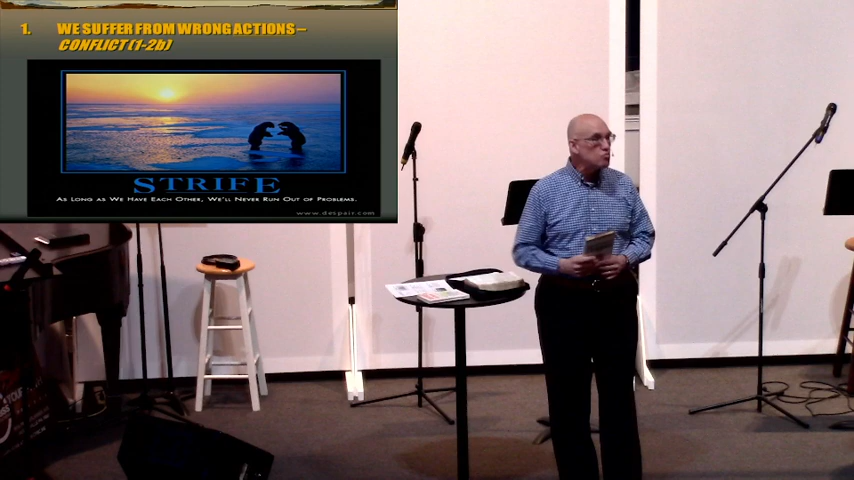 1. WE SUFFER FROM WRONG ACTIONS –
CONFLICT (1-2b)
STRIFE
AS LONG AS WE HAVE EACH OTHER, WE'LL NEVER RUN OUT OF PROBLEMS.
www.despair.com